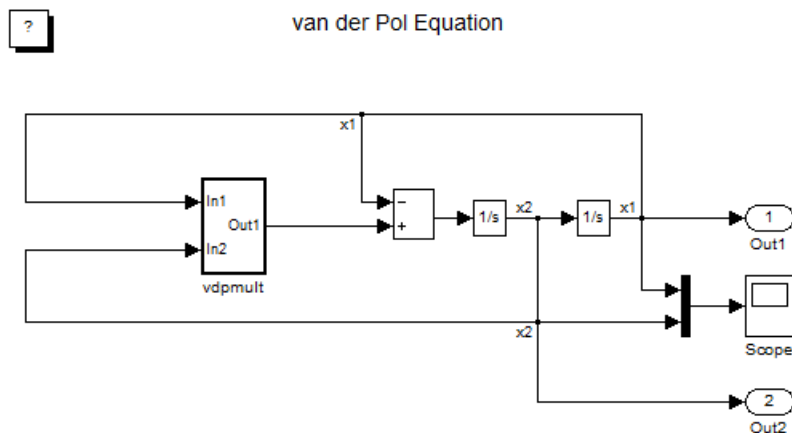 ?
van der Pol Equation
x1
In1
Out1
In2
vdpmult
−
+
1/s
x2
1/s
x1
1
Out1
x2
Scope
2
Out2